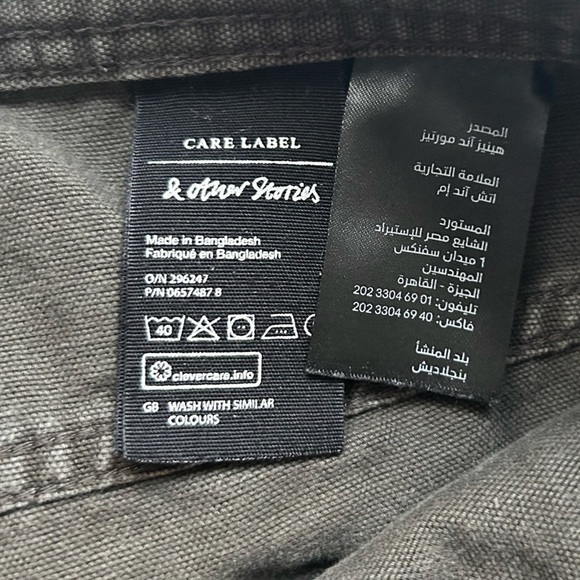 CARE LABEL
& other Stories
Made in Bangladesh
Fabriqué en Bangladesh
O/N 296247
P/N 0657487 8
40
clevercare.info
GB WASH WITH SIMILAR
COLOURS
المصدر
هينيز آند موريتز
العلامة التجارية
اتش آند إم
المستورد
الشايع مصر للإستيراد
1 ميدان سفنكس
المهندسين
الجيزة - القاهرة
تليفون: 01 69 3304 202
فاكس: 40 69 3304 202
بلد المنشأ
بنجلاديش